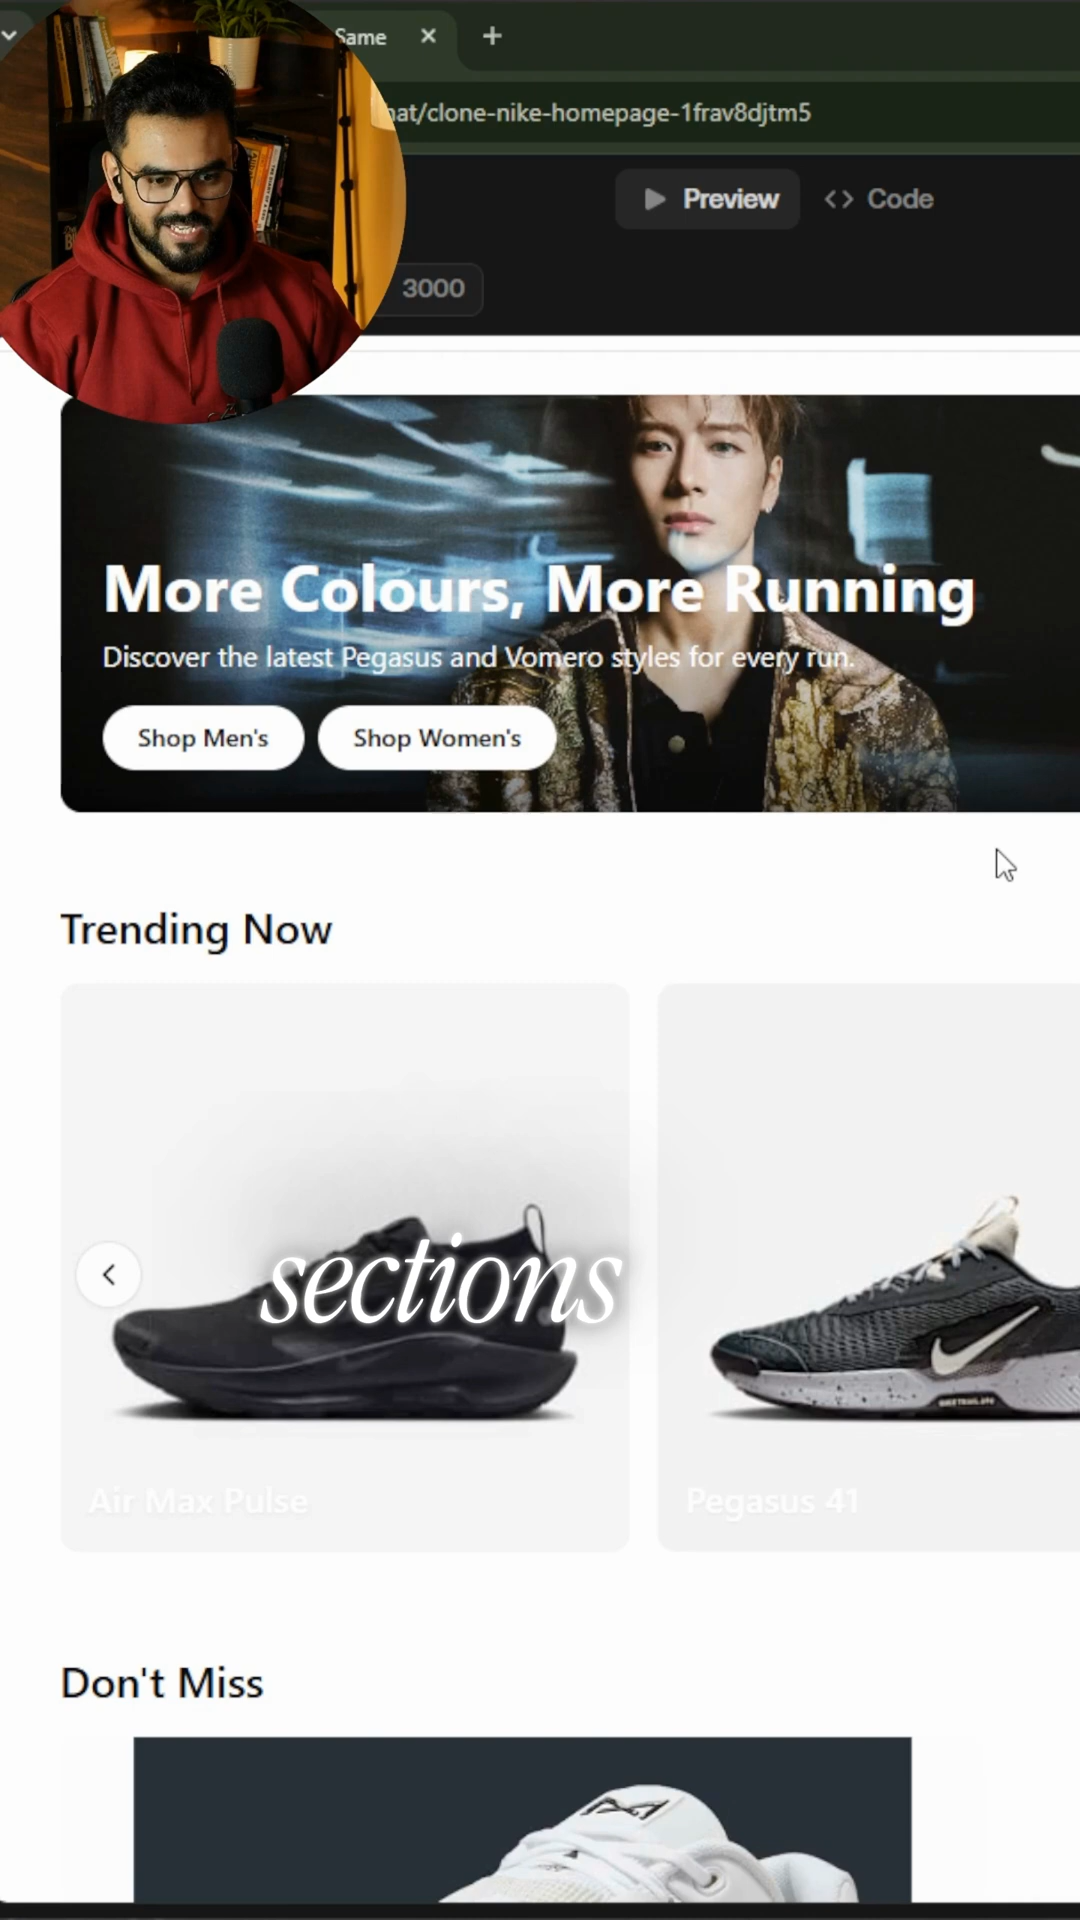 Same
hat/clone-nike-homepage-1frav8djtm5
Preview
Code
3000
More Colours, More Running
Discover the latest Pegasus and Vomero styles for every run.
Shop Men's
Shop Women's
Trending Now
sections
Air Max Pulse
Pegasus 41
Don't Miss